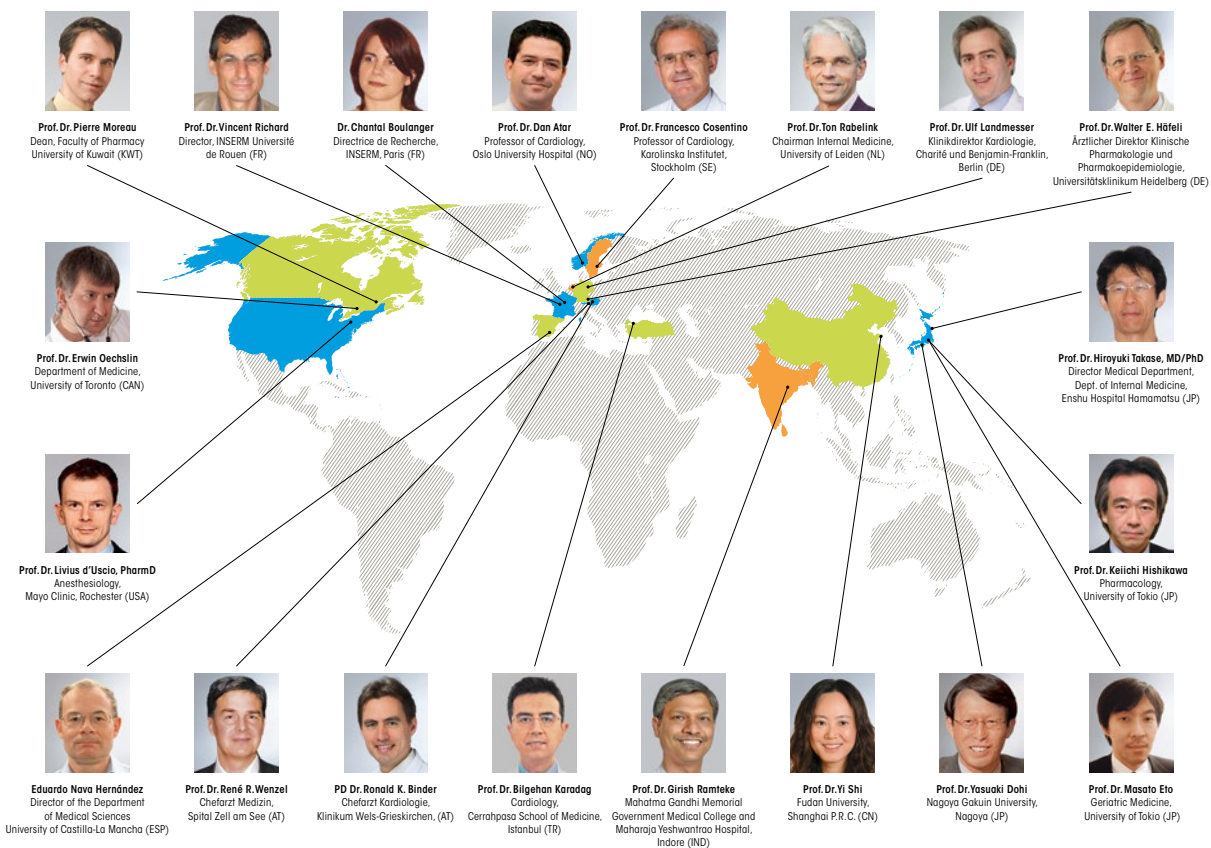 Prof. Dr. Pierre Moreau
Dean, Faculty of Pharmacy
University of Kuwait (KWT)
Prof. Dr. Vincent Richard
Director, INSERM Université
de Rouen (FR)
Dr. Chantal Boulanger
Directrice de Recherche,
INSERM, Paris (FR)
Prof. Dr. Dan Atar
Professor of Cardiology,
Oslo University Hospital (NO)
Prof. Dr. Francesco Cosentino
Professor of Cardiology,
Karolinska Institutet,
Stockholm (SE)
Prof. Dr. Ton Rabelink
Chairman Internal Medicine,
University of Leiden (NL)
Prof. Dr. Ulf Landmesser
Klinikdirektor Kardiologie,
Charité und Benjamin-Franklin,
Berlin (DE)
Prof. Dr. Walter E. Häfeli
Ärztlicher Direktor Klinische
Pharmakologie und
Pharmakoepidemiologie,
Universitätsklinikum Heidelberg (DE)
Prof. Dr. Erwin Oechslin
Department of Medicine,
University of Toronto (CAN)
Prof. Dr. Hiroyuki Takase, MD/PhD
Director Medical Department,
Dept. of Internal Medicine,
Enshu Hospital Hamamatsu (JP)
Prof. Dr. Livius d'Uscio, PharmD
Anesthesiology,
Mayo Clinic, Rochester (USA)
Prof. Dr. Keiichi Hishikawa
Pharmacology,
University of Tokio (JP)
Eduardo Nava Hernández
Director of the Department
of Medical Sciences
University of Castilla-La Mancha (ESP)
Prof. Dr. René R. Wenzel
Chefarzt Medizin,
Spital Zell am See (AT)
PD Dr. Ronald K. Binder
Chefarzt Kardiologie,
Klinikum Wels-Grieskirchen, (AT)
Prof. Dr. Bilgehan Karadag
Cardiology,
Cerrahpasa School of Medicine,
Istanbul (TR)
Prof. Dr. Girish Ramteke
Mahatma Gandhi Memorial
Government Medical College and
Maharaja Yeshwantrao Hospital,
Indore (IND)
Prof. Dr. Yi Shi
Fudan University,
Shanghai P.R.C. (CN)
Prof. Dr. Yasuaki Dohi
Nagoya Gakuin University,
Nagoya (JP)
Prof. Dr. Masato Eto
Geriatric Medicine,
University of Tokio (JP)